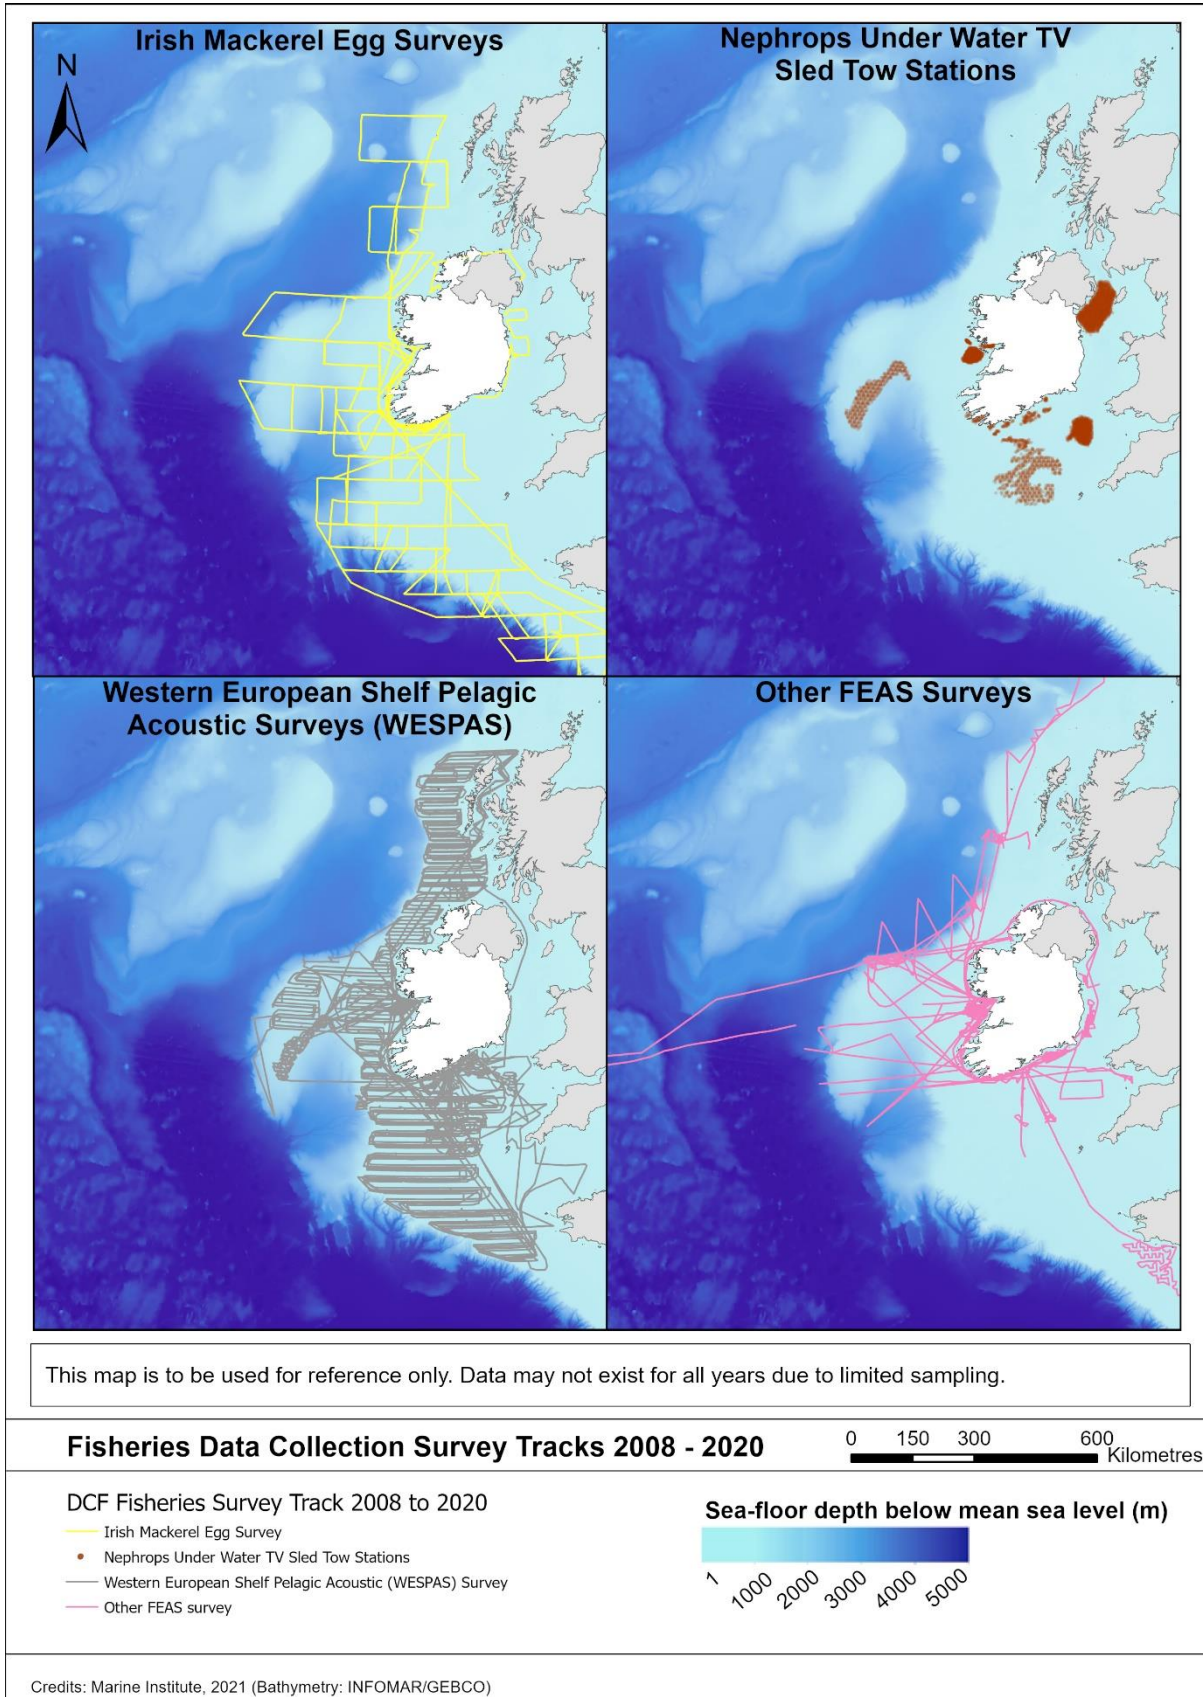 Irish Mackerel Egg Surveys
N
Nephrops Under Water TV
Sled Tow Stations
Western European Shelf Pelagic
Acoustic Surveys (WESPAS)
Other FEAS Surveys
This map is to be used for reference only. Data may not exist for all years due to limited sampling.
Fisheries Data Collection Survey Tracks 2008 - 2020
0 150 300 600
Kilometres
DCF Fisheries Survey Track 2008 to 2020
Irish Mackerel Egg Survey
Nephrops Under Water TV Sled Tow Stations
Western European Shelf Pelagic Acoustic (WESPAS) Survey
Other FEAS survey
Sea-floor depth below mean sea level (m)
1 1000 2000 3000 4000 5000
Credits: Marine Institute, 2021 (Bathymetry: INFOMAR/GEBCO)